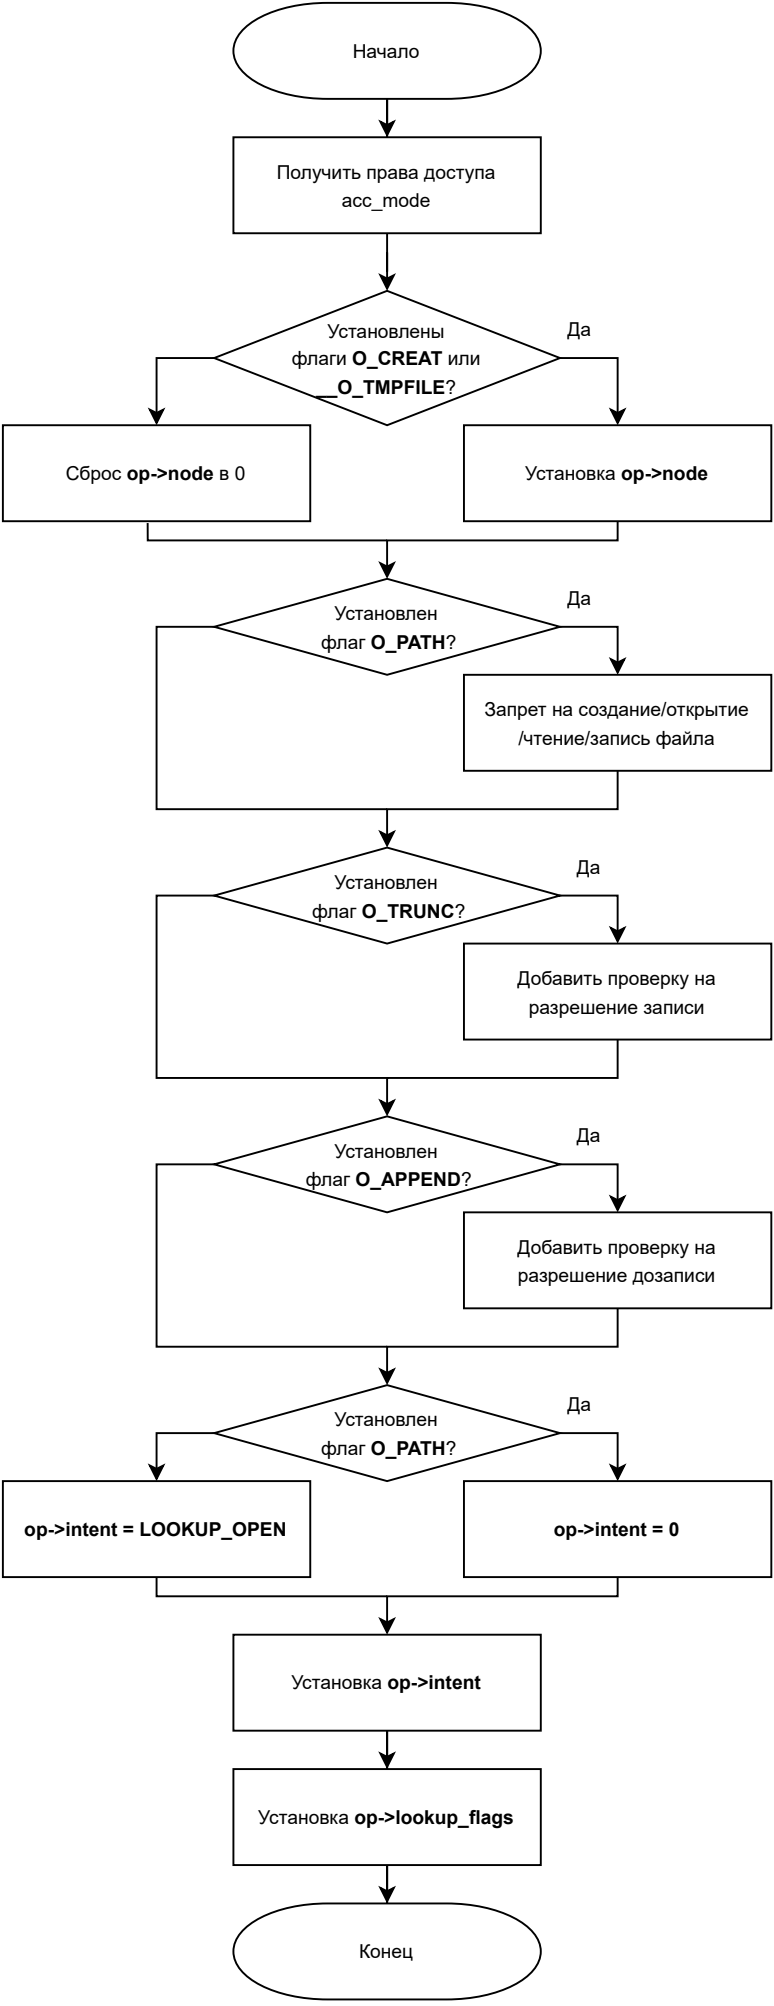 Начало
Получить права доступа
acc_mode
Установлены
флаги O_CREAT или
__O_TMPFILE?
Да
Сброс op->node в 0
Установка op->node
Установлен
флаг O_PATH?
Да
Запрет на создание/открытие
/чтение/запись файла
Установлен
флаг O_TRUNC?
Да
Добавить проверку на
разрешение записи
Установлен
флаг O_APPEND?
Да
Добавить проверку на
разрешение дозаписи
Установлен
флаг O_PATH?
Да
op->intent = LOOKUP_OPEN
op->intent = 0
Установка op->intent
Установка op->lookup_flags
Конец